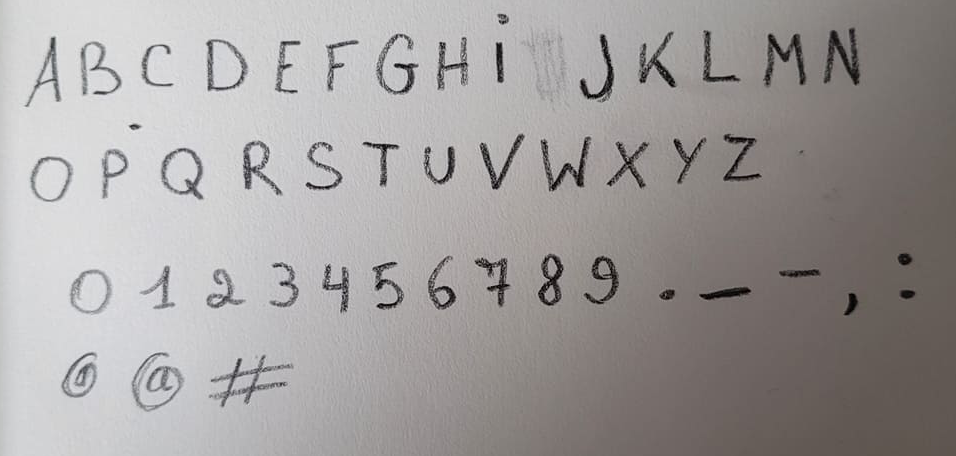 A B C D E F G H i J K L M N
O P Q R S T U V W X Y Z
0 1 2 3 4 5 6 7 8 9 . _ - , :
@ @ #